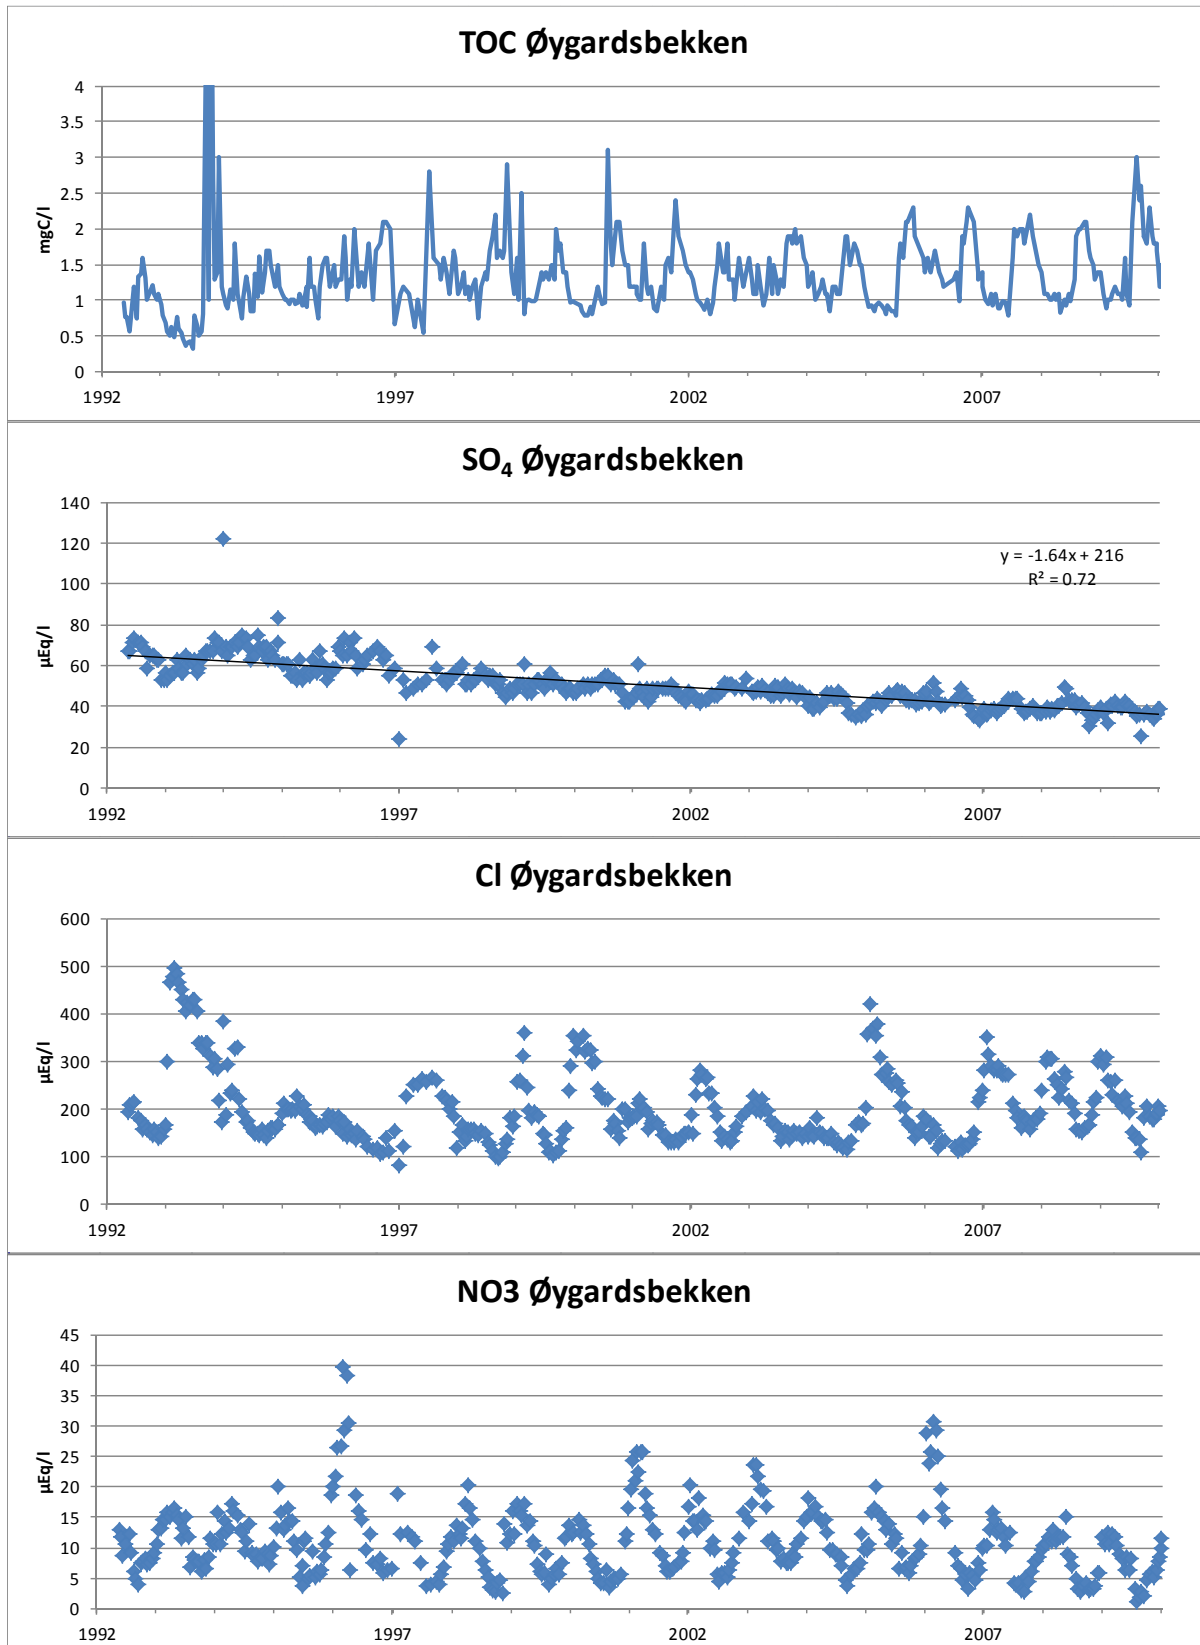 TOC Øygardsbekken
4
3.5
3
2.5
2
1.5
1
0.5
0
mgC/l
1992 1997 2002 2007
SO₄ Øygardsbekken
140
120
100
80
60
40
20
0
µEq/l
y = -1.64x + 216
R² = 0.72
1992 1997 2002 2007
Cl Øygardsbekken
600
500
400
300
200
100
0
µEq/l
1992 1997 2002 2007
NO3 Øygardsbekken
45
40
35
30
25
20
15
10
5
0
µEq/l
1992 1997 2002 2007